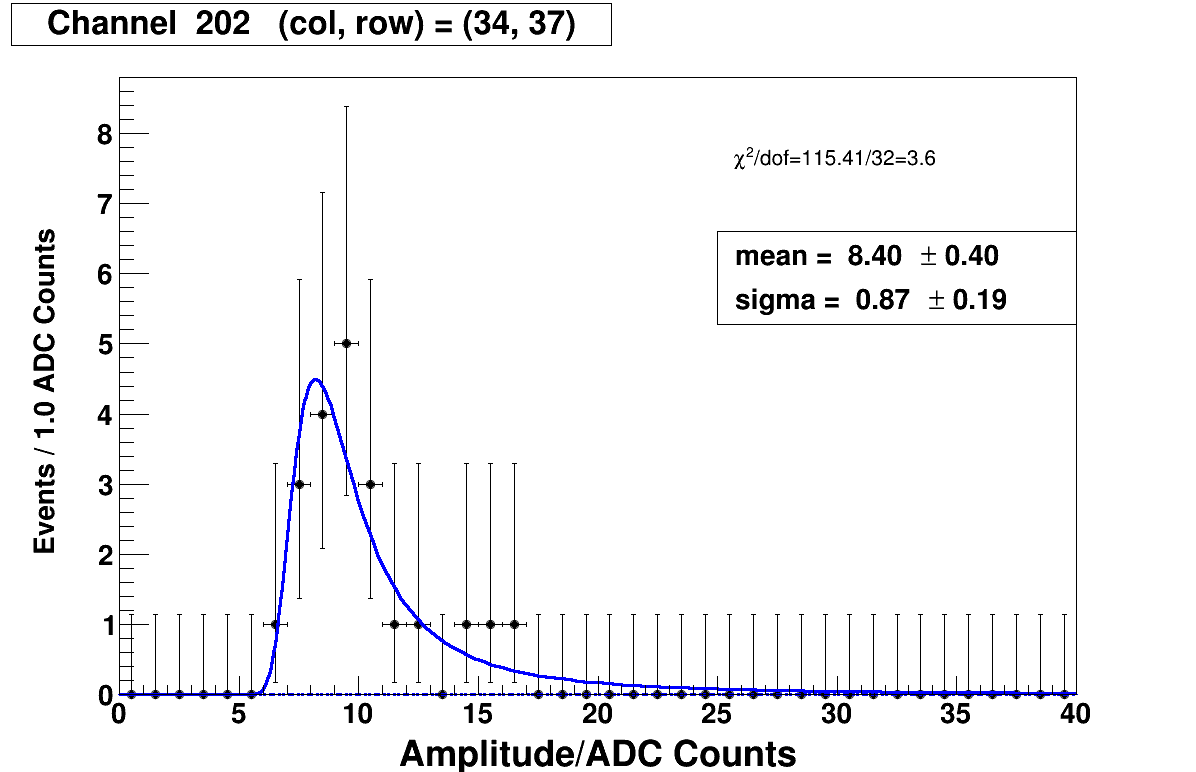 Channel 202 (col, row) = (34, 37)
χ²/dof=115.41/32=3.6
mean = 8.40 ± 0.40
sigma = 0.87 ± 0.19
Events / 1.0 ADC Counts
8
7
6
5
4
3
2
1
0
0 5 10 15 20 25 30 35 40
Amplitude/ADC Counts